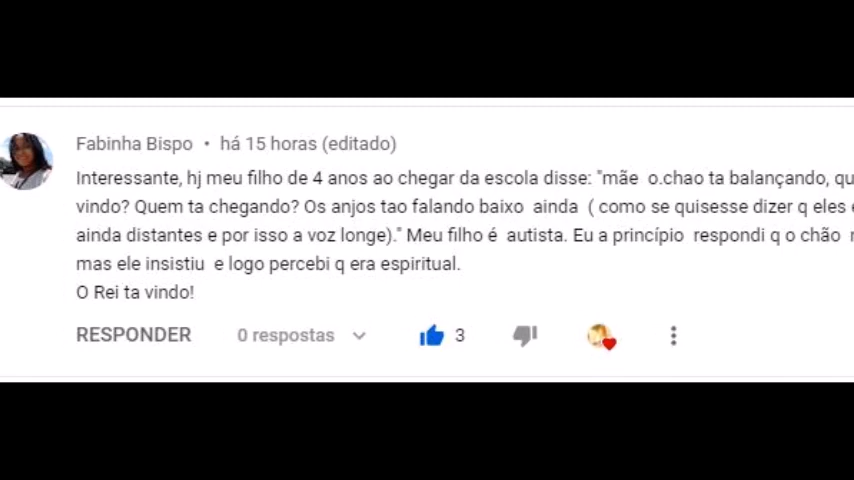 Fabinha Bispo • há 15 horas (editado)
Interessante, hj meu filho de 4 anos ao chegar da escola disse: "mãe o.chao ta balançando, qu
vindo? Quem ta chegando? Os anjos tao falando baixo ainda ( como se quisesse dizer q eles e
ainda distantes e por isso a voz longe)." Meu filho é autista. Eu a princípio respondi q o chão
mas ele insistiu e logo percebi q era espiritual.
O Rei ta vindo!
RESPONDER 0 respostas 3